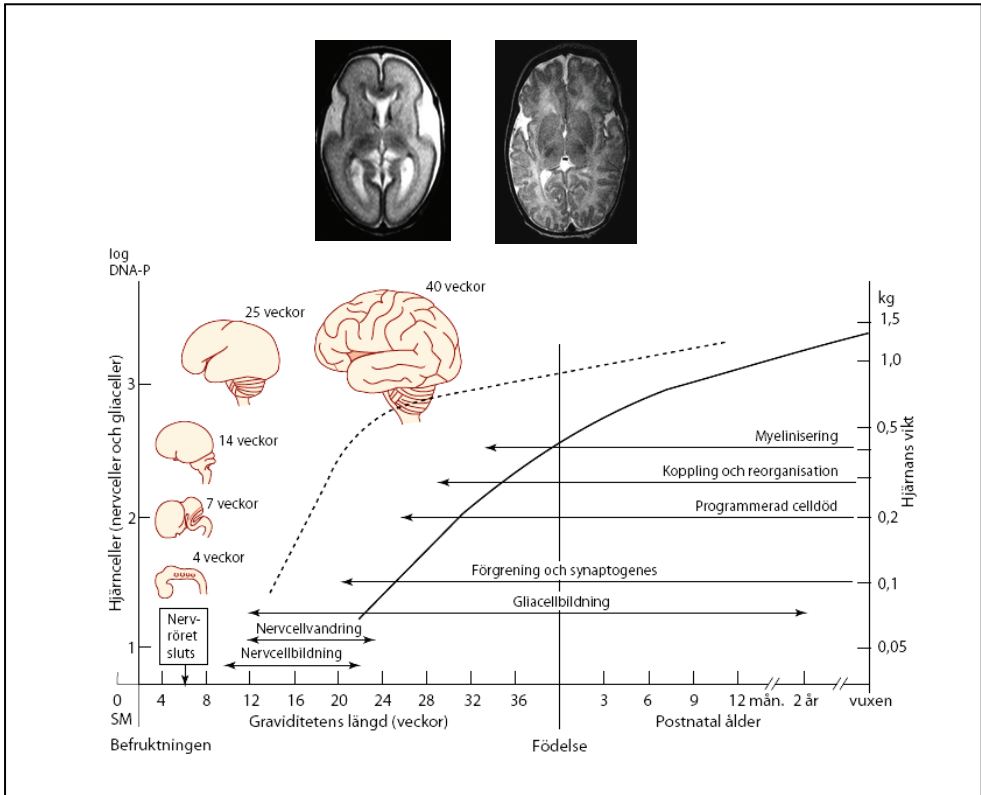 log
DNA-P
40 veckor
kg
25 veckor
1,5
1,0
3
0,5
Myelinisering
14 veckor
Koppling och reorganisation
7 veckor
Programmerad celldöd
2
0,2
4 veckor
Förgrening och synaptogenes
0,1
Gliacellbildning
Nerv-
röret
sluts
Nervcellvandring
1
Nervcellbildning
0,05
Hjärnceller (nervceller och gliaceller)
Hjärnans vikt
0 4 8 12 16 20 24 28 32 36 3 6 9 12 mån. 2 år vuxen
SM Graviditetens längd (veckor) Postnatal ålder
Befruktningen Födelse